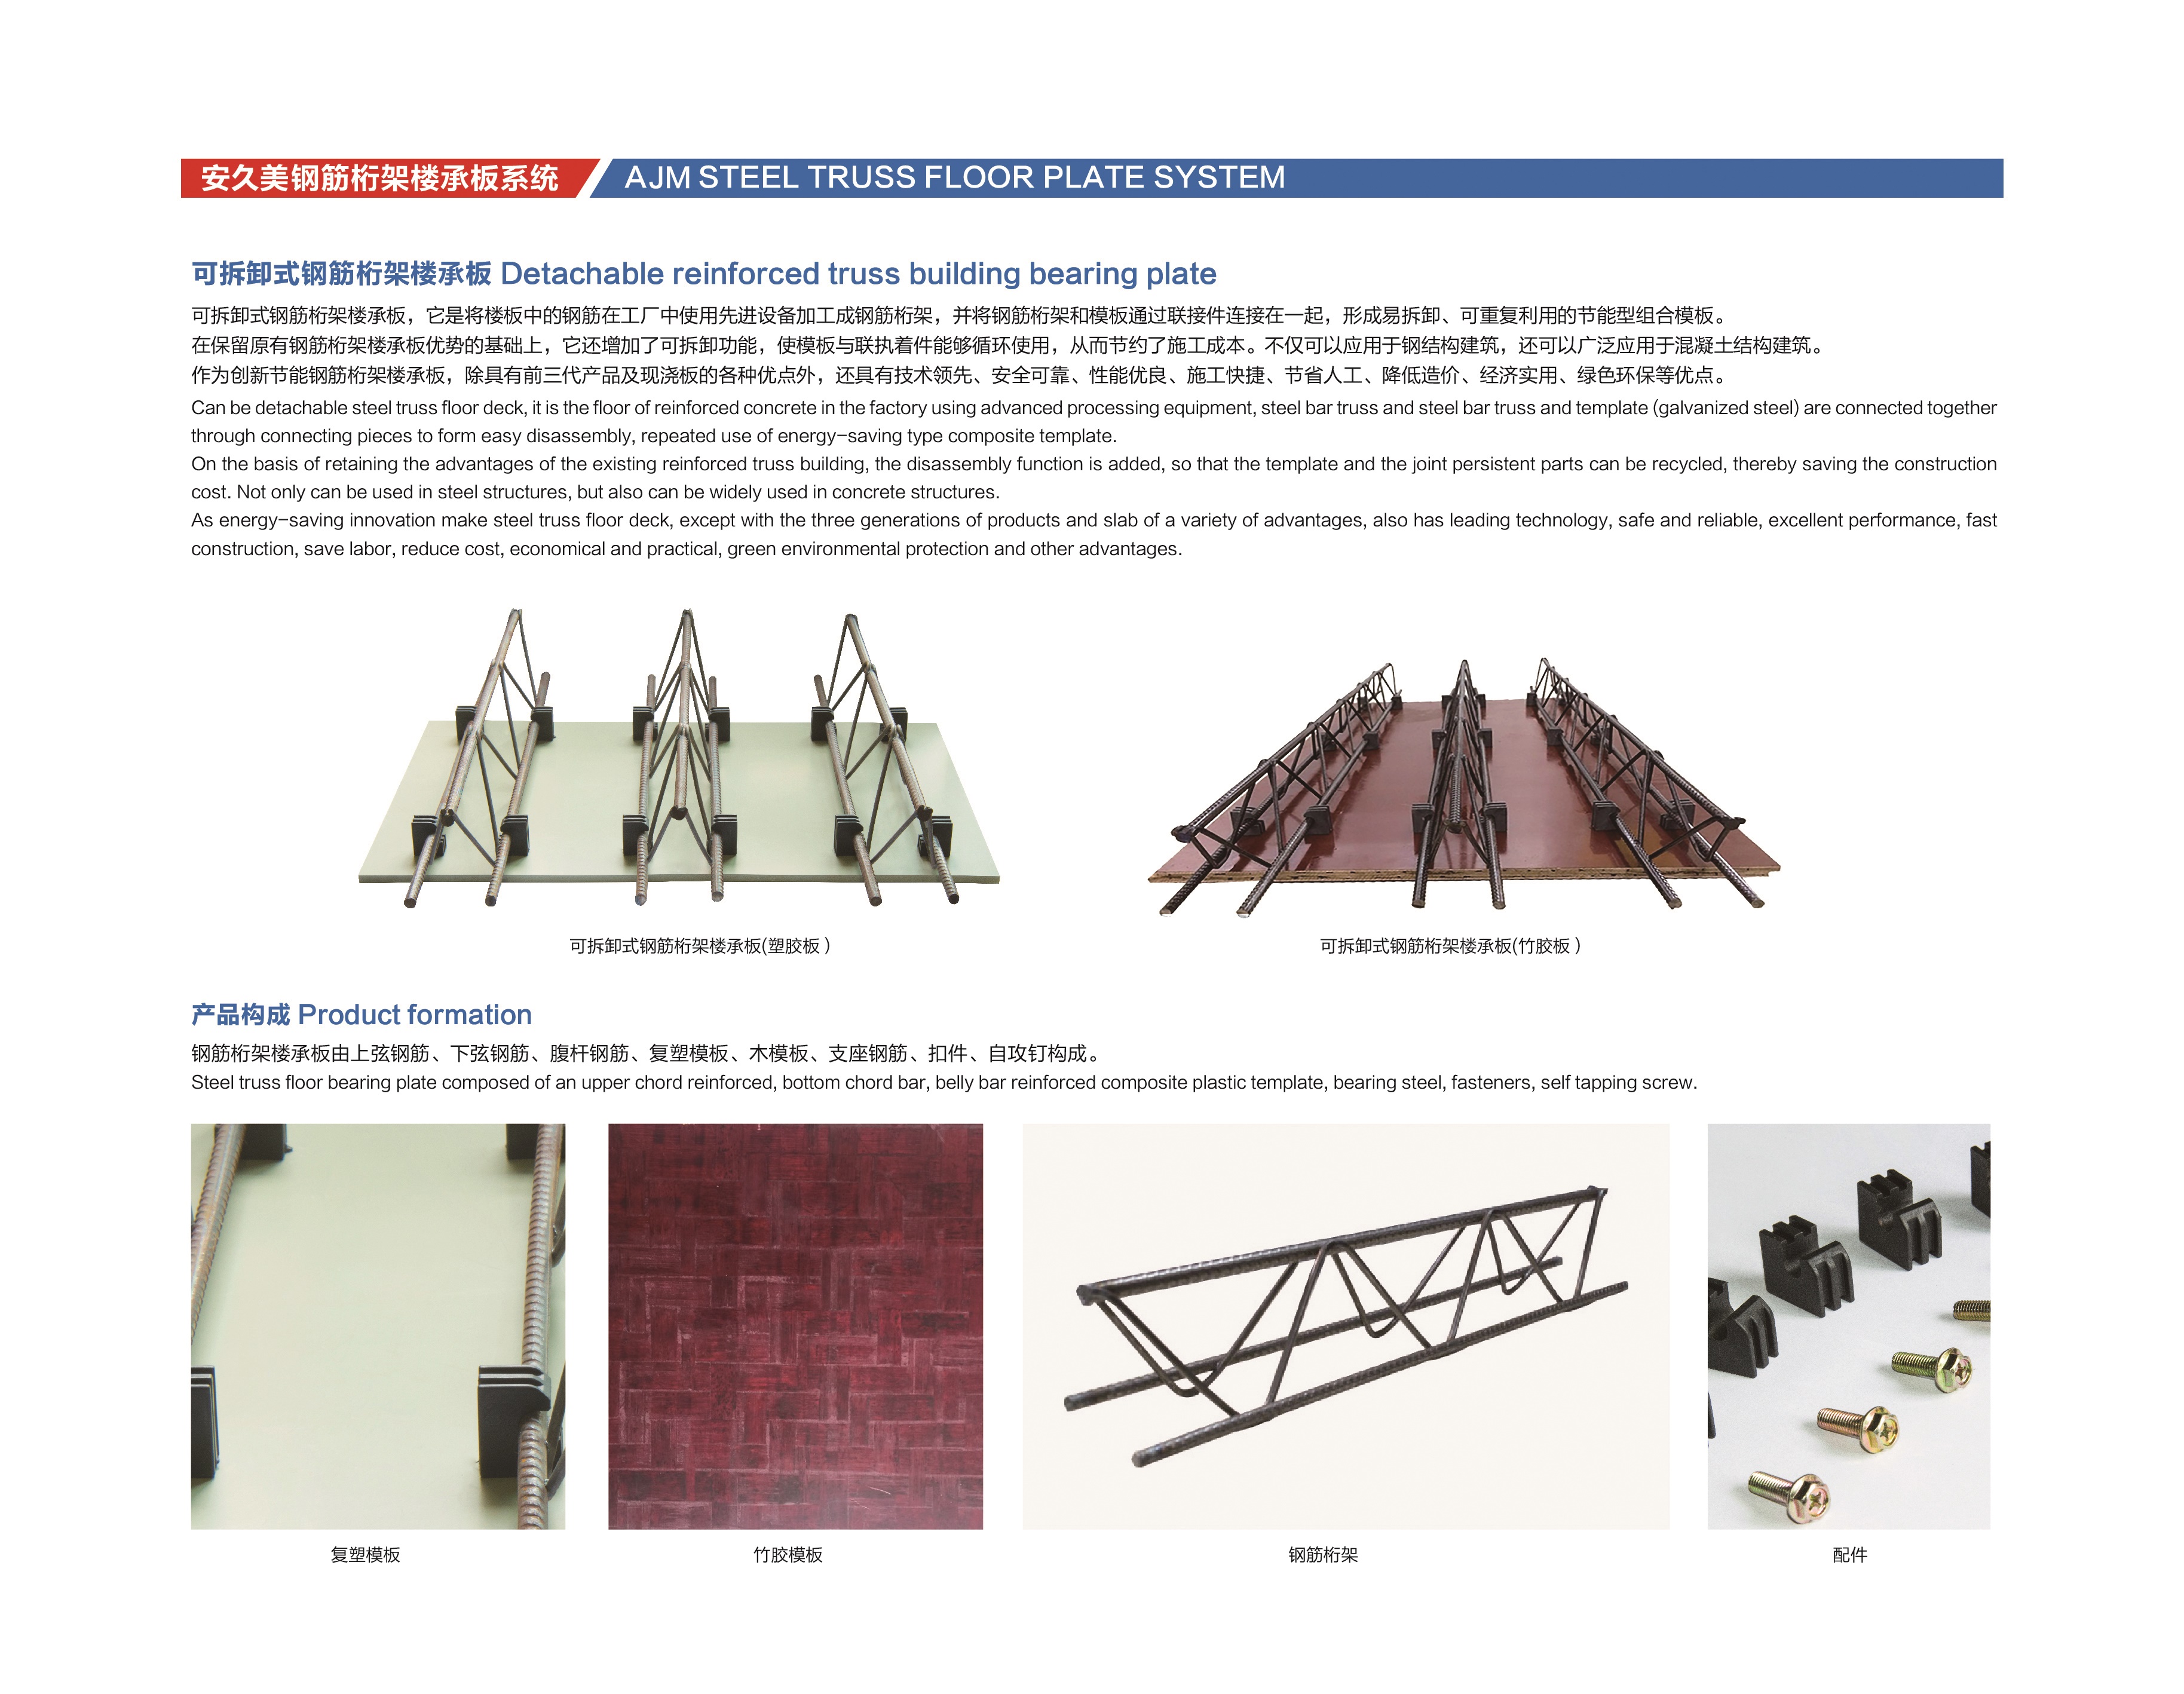 安久美钢筋桁架楼承板系统 AJM STEEL TRUSS FLOOR PLATE SYSTEM
可拆卸式钢筋桁架楼承板 Detachable reinforced truss building bearing plate
可拆卸式钢筋桁架楼承板，它是将楼板中的钢筋在工厂中使用先进设备加工成钢筋桁架，并将钢筋桁架和模板通过联接件连接在一起，形成易拆卸、可重复利用的节能型组合模板。
在保留原有钢筋桁架楼承板优势的基础上，它还增加了可拆卸功能，使模板与联执着件能够循环使用，从而节约了施工成本。不仅可以应用于钢结构建筑，还可以广泛应用于混凝土结构建筑。
作为创新节能钢筋桁架楼承板，除具有前三代产品及现浇板的各种优点外，还具有技术领先、安全可靠、性能优良、施工快捷、节省人工、降低造价、经济实用、绿色环保等优点。
Can be detachable steel truss floor deck, it is the floor of reinforced concrete in the factory using advanced processing equipment, steel bar truss and steel bar truss and template (galvanized steel) are connected together
through connecting pieces to form easy disassembly, repeated use of energy-saving type composite template.
On the basis of retaining the advantages of the existing reinforced truss building, the disassembly function is added, so that the template and the joint persistent parts can be recycled, thereby saving the construction
cost. Not only can be used in steel structures, but also can be widely used in concrete structures.
As energy-saving innovation make steel truss floor deck, except with the three generations of products and slab of a variety of advantages, also has leading technology, safe and reliable, excellent performance, fast
construction, save labor, reduce cost, economical and practical, green environmental protection and other advantages.
可拆卸式钢筋桁架楼承板(塑胶板 )
可拆卸式钢筋桁架楼承板(竹胶板 )
产品构成 Product formation
钢筋桁架楼承板由上弦钢筋、下弦钢筋、腹杆钢筋、复塑模板、木模板、支座钢筋、扣件、自攻钉构成。
Steel truss floor bearing plate composed of an upper chord reinforced, bottom chord bar, belly bar reinforced composite plastic template, bearing steel, fasteners, self tapping screw.
复塑模板
竹胶模板
钢筋桁架
配件